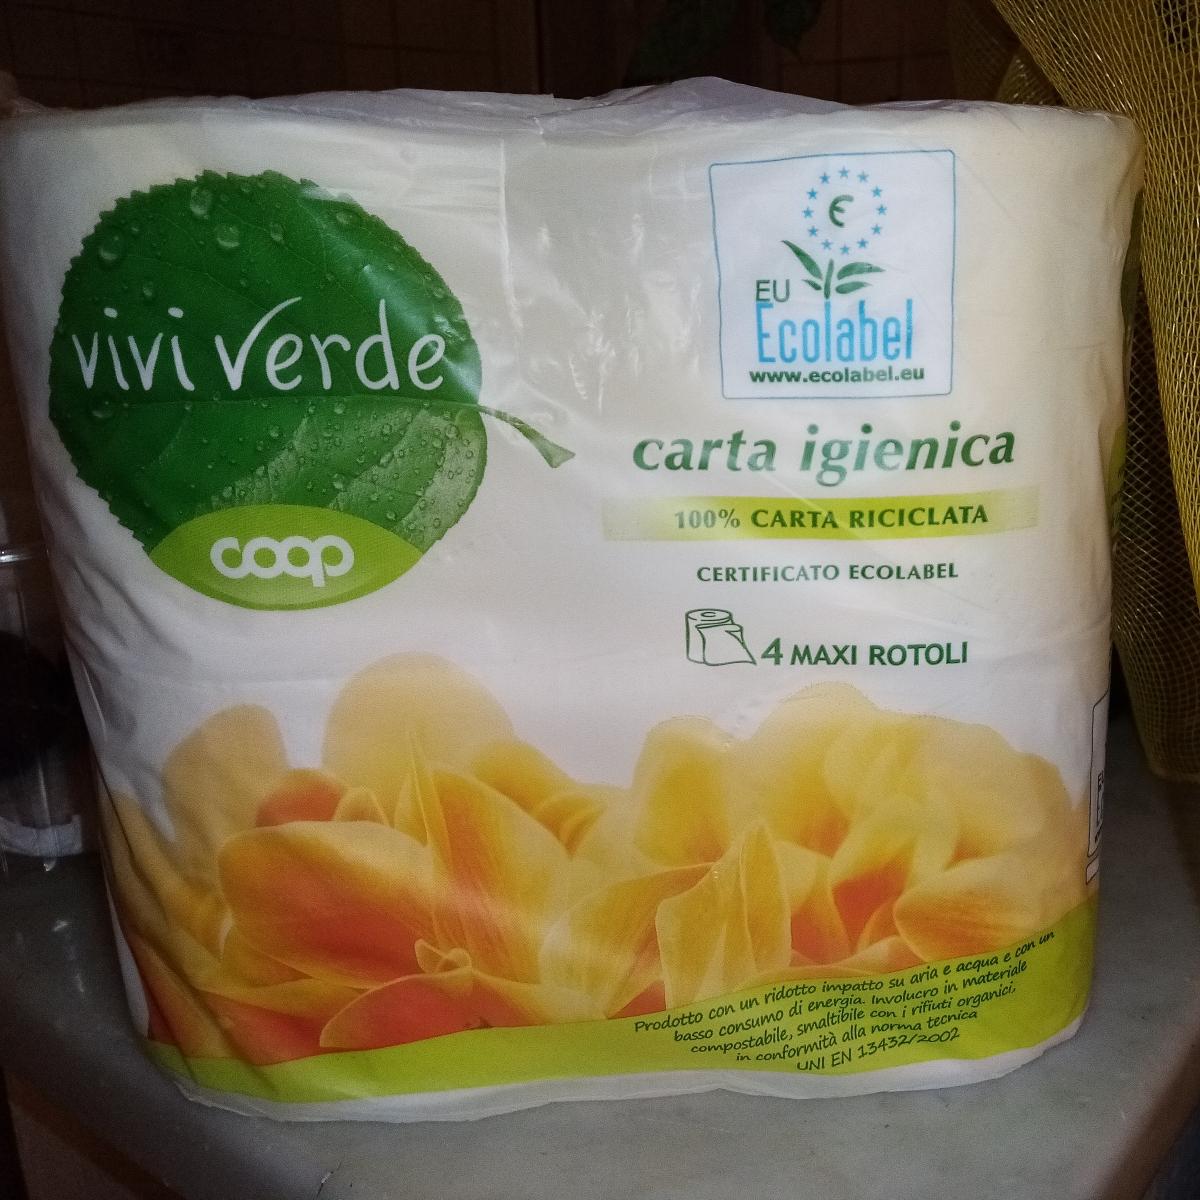 vivi verde
coop
EU
Ecolabel
www.ecolabel.eu
carta igienica
100% CARTA RICICLATA
CERTIFICATO ECOLABEL
4 MAXI ROTOLI
Prodotto con un ridotto impatto su aria e acqua e con un
basso consumo di energia. Involucro in materiale
compostabile, smaltibile con i rifiuti organici,
in conformità alla norma tecnica
UNI EN 13432/2002